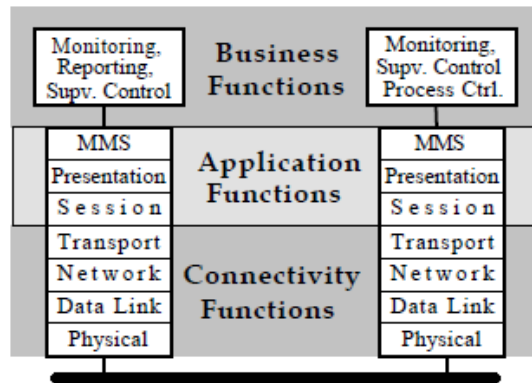 Monitoring,
Reporting,
Supv. Control
Business
Functions
Monitoring,
Supv. Control
Process Ctrl.
MMS
Presentation
Session
Transport
Network
Data Link
Physical
Application
Functions
Connectivity
Functions
MMS
Presentation
Session
Transport
Network
Data Link
Physical